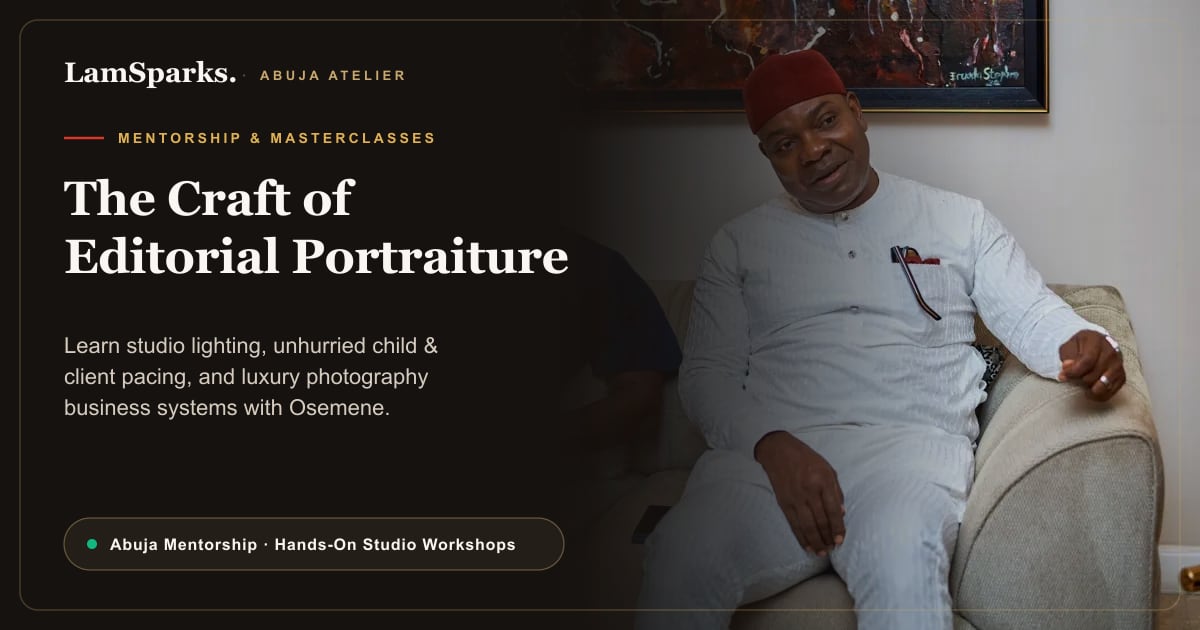 LamSparks. · ABUJA ATELIER
MENTORSHIP & MASTERCLASSES
The Craft of
Editorial Portraiture
Learn studio lighting, unhurried child &
client pacing, and luxury photography
business systems with Osemene.
Abuja Mentorship · Hands-On Studio Workshops